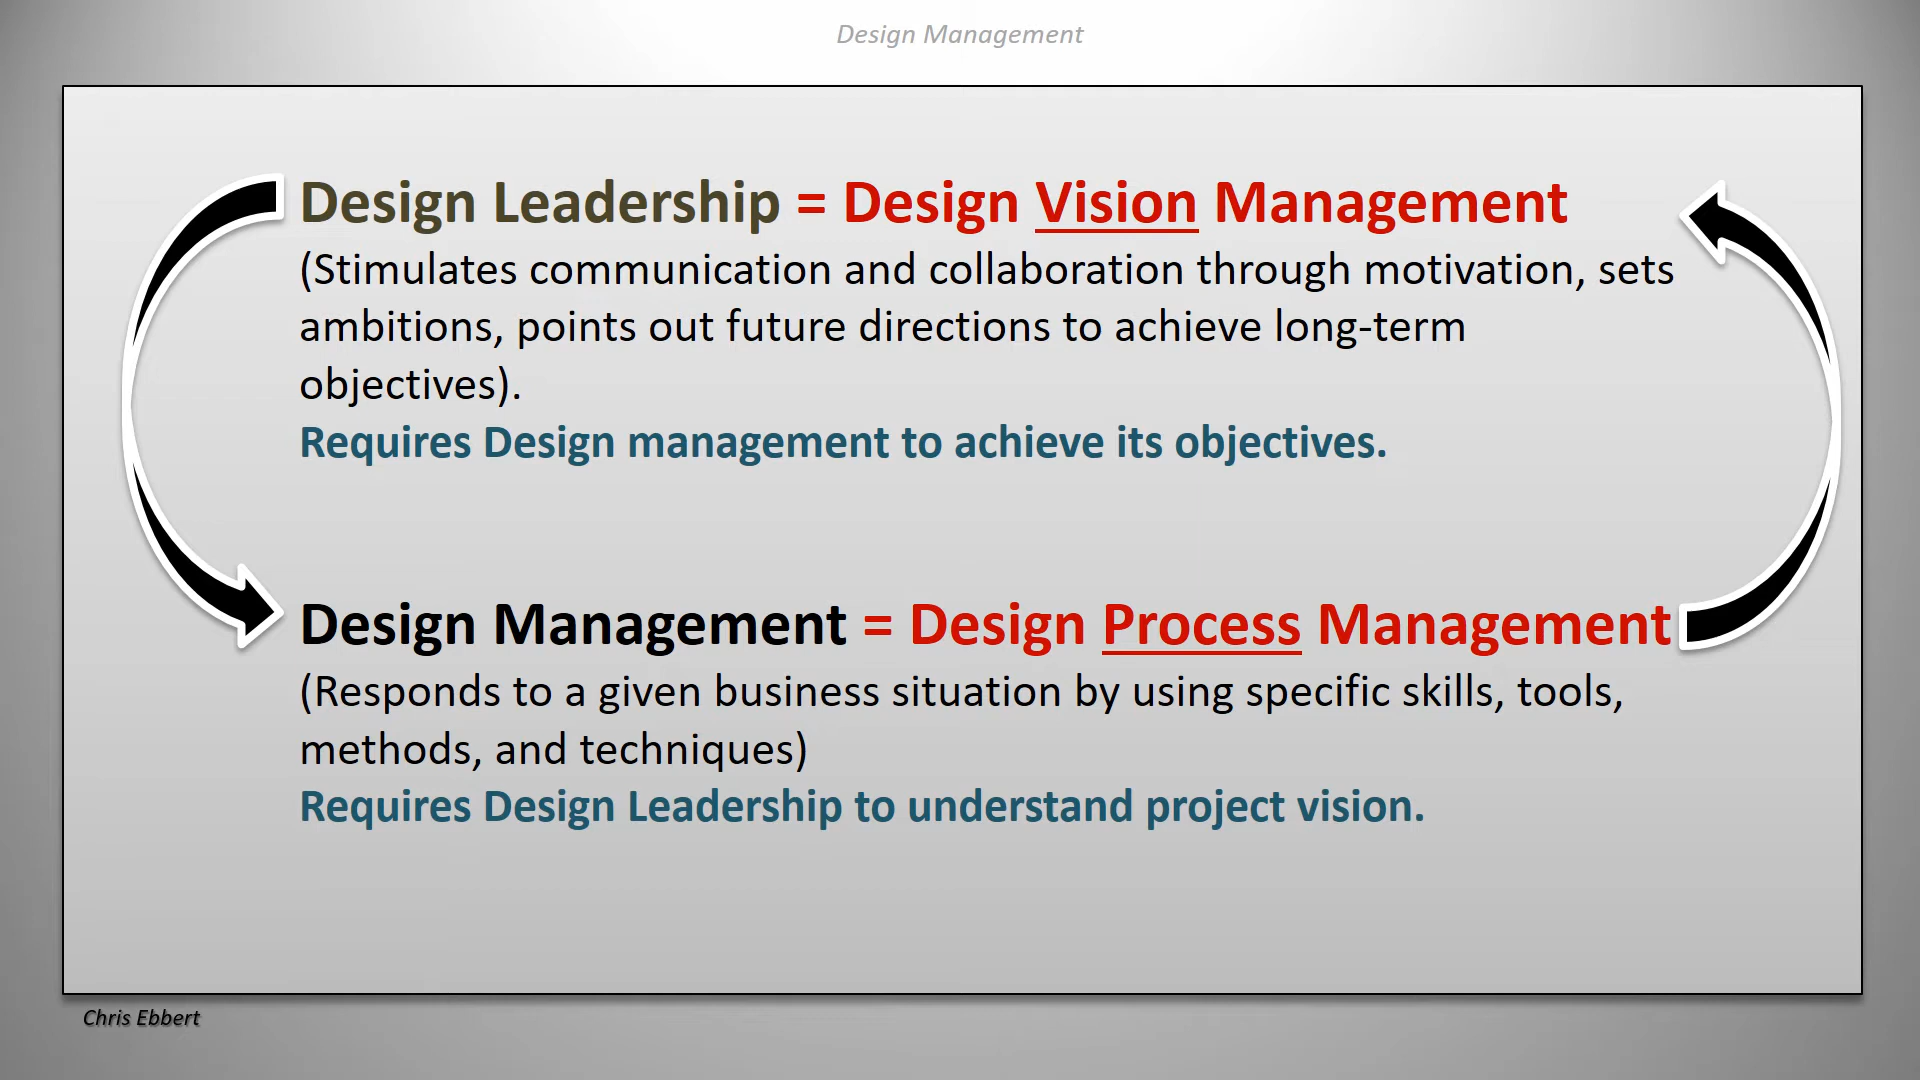 Design Management
Design Leadership = Design Vision Management
(Stimulates communication and collaboration through motivation, sets
ambitions, points out future directions to achieve long-term
objectives).
Requires Design management to achieve its objectives.
Design Management = Design Process Management
(Responds to a given business situation by using specific skills, tools,
methods, and techniques)
Requires Design Leadership to understand project vision.
Chris Ebbert